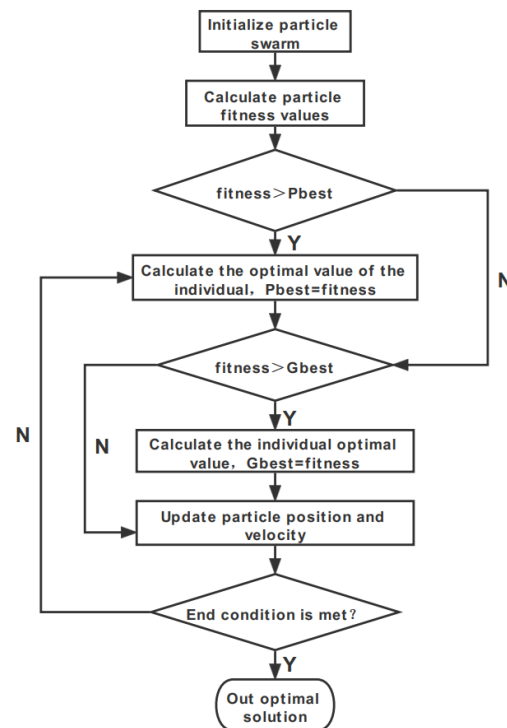 Initialize particle
swarm
Calculate particle
fitness values
fitness＞Pbest
Y
N
Calculate the optimal value of the
individual，Pbest=fitness
fitness＞Gbest
Y
N
N
Calculate the individual optimal
value，Gbest=fitness
Update particle position and
velocity
End condition is met？
Y
Out optimal
solution